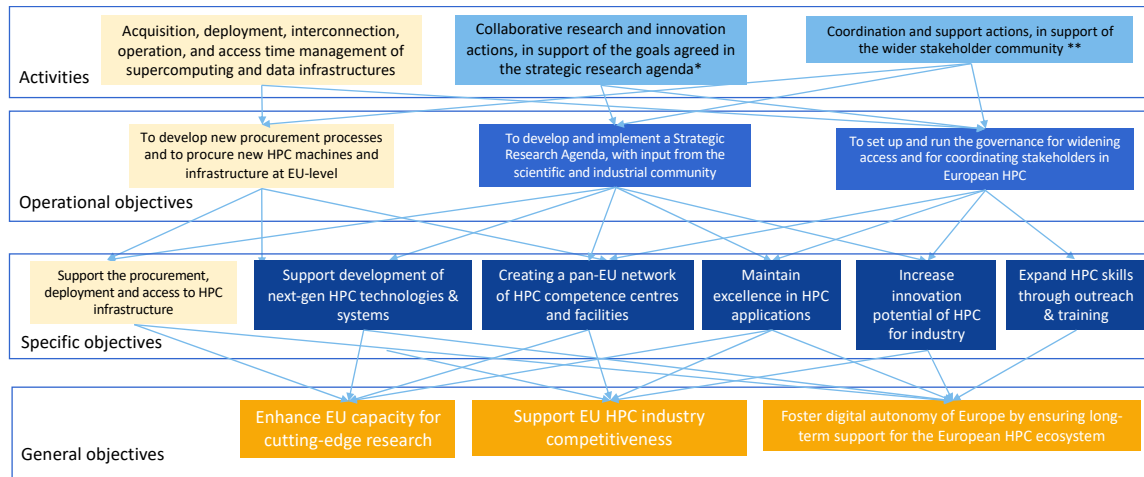 Acquisition, deployment, interconnection,
operation, and access time management of
supercomputing and data infrastructures
Collaborative research and innovation
actions, in support of the goals agreed in
the strategic research agenda*
Coordination and support actions, in support
of the wider stakeholder community **
Activities
To develop new procurement processes
and to procure new HPC machines and
infrastructure at EU-level
To develop and implement a Strategic
Research Agenda, with input from the
scientific and industrial community
To set up and run the governance for widening
access and for coordinating stakeholders in
European HPC
Operational objectives
Support the procurement,
deployment and access to HPC
infrastructure
Support development of
next-gen HPC technologies &
systems
Creating a pan-EU network
of HPC competence centres
and facilities
Maintain
excellence in HPC
applications
Increase
innovation
potential of HPC
for industry
Expand HPC skills
through outreach
& training
Specific objectives
Enhance EU capacity for
cutting-edge research
Support EU HPC industry
competitiveness
Foster digital autonomy of Europe by ensuring long-
term support for the European HPC ecosystem
General objectives